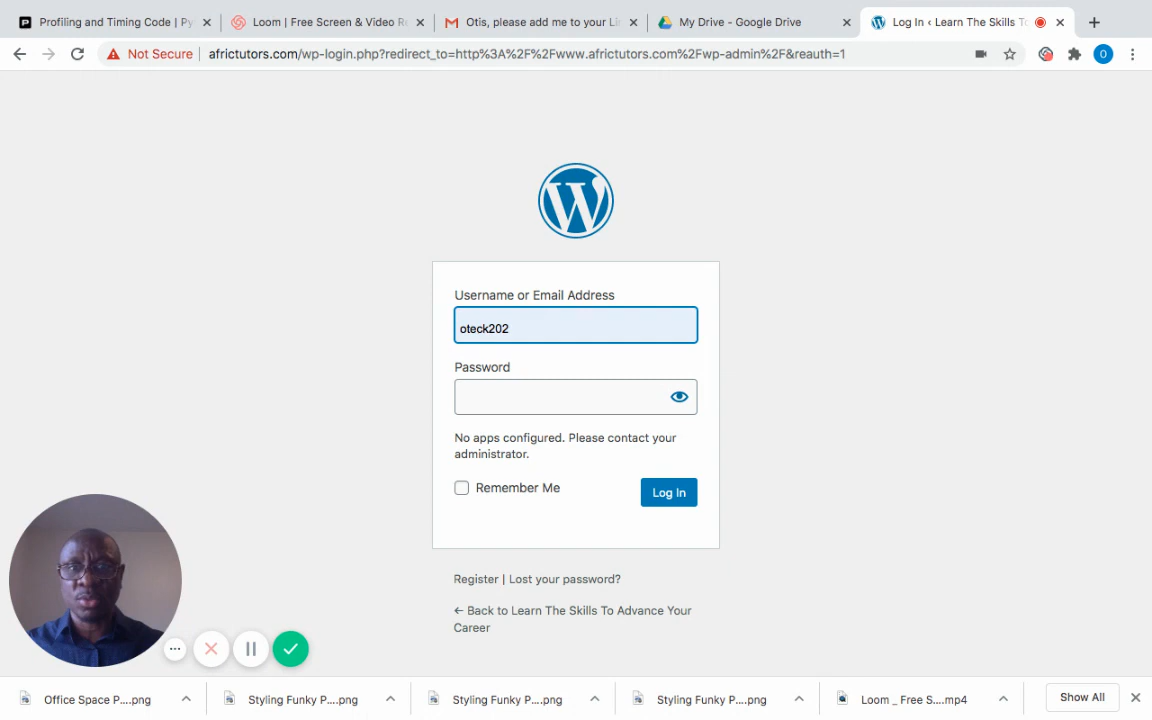 Profiling and Timing Code | Py
Loom | Free Screen & Video Re
Otis, please add me to your Li
My Drive - Google Drive
Log In ‹ Learn The Skills To
Not Secure
africtutors.com/wp-login.php?redirect_to=http%3A%2F%2Fwww.africtutors.com%2Fwp-admin%2F&reauth=1
O
Username or Email Address
oteck202
Password
No apps configured. Please contact your
administrator.
Remember Me
Log In
Register | Lost your password?
← Back to Learn The Skills To Advance Your
Career
Office Space P....png
Styling Funky P....png
Styling Funky P....png
Styling Funky P....png
Loom _ Free S....mp4
Show All